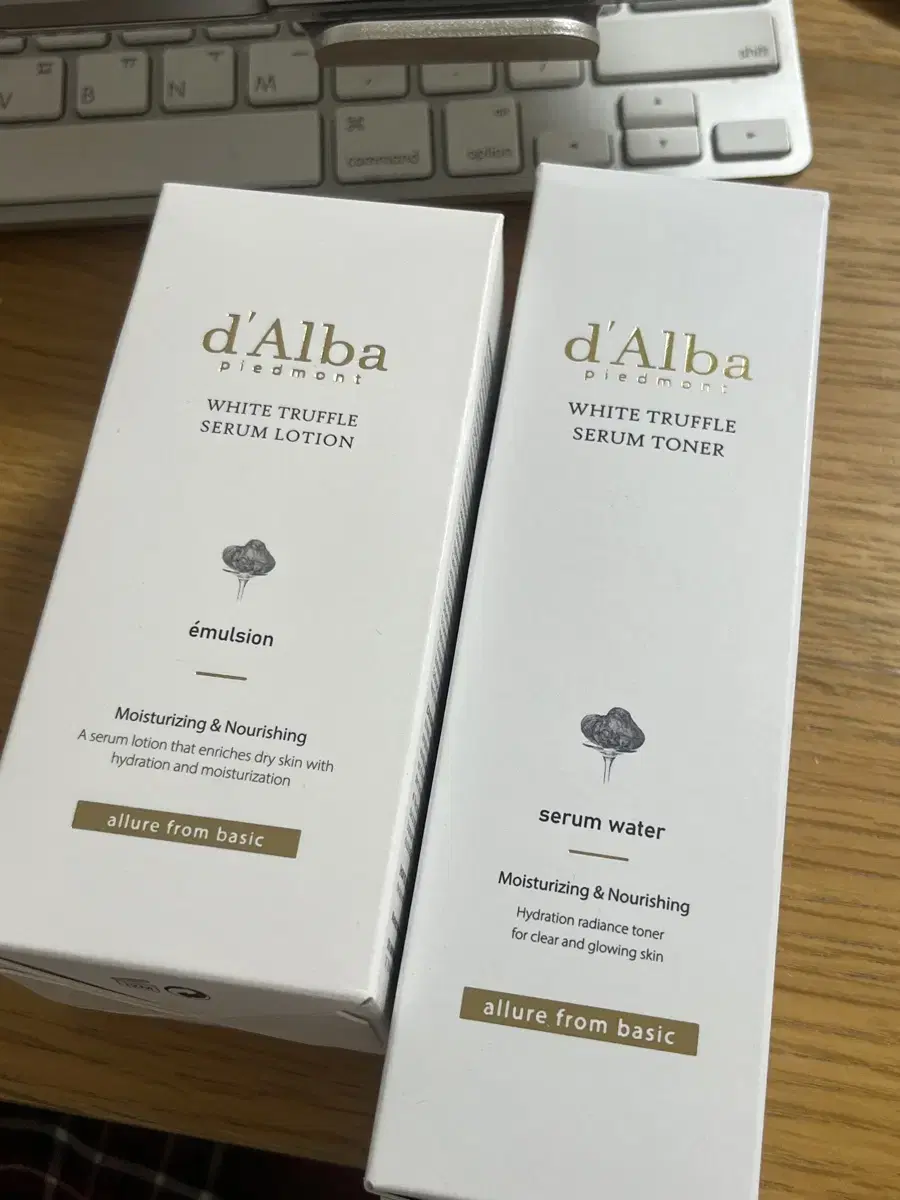 shift
V
B
N
M
⌘
command
alt
option
d'Alba
piedmont
WHITE TRUFFLE
SERUM LOTION
émulsion
Moisturizing & Nourishing
A serum lotion that enriches dry skin with
hydration and moisturization
allure from basic
d'Alba
piedmont
WHITE TRUFFLE
SERUM TONER
serum water
Moisturizing & Nourishing
Hydration radiance toner
for clear and glowing skin
allure from basic